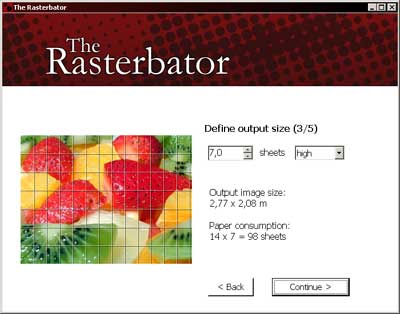 The Rasterbator
The
Rasterbator
Define output size (3/5)
7,0 sheets high
Output image size:
2,77 x 2,08 m
Paper consumption:
14 x 7 = 98 sheets
< Back Continue >